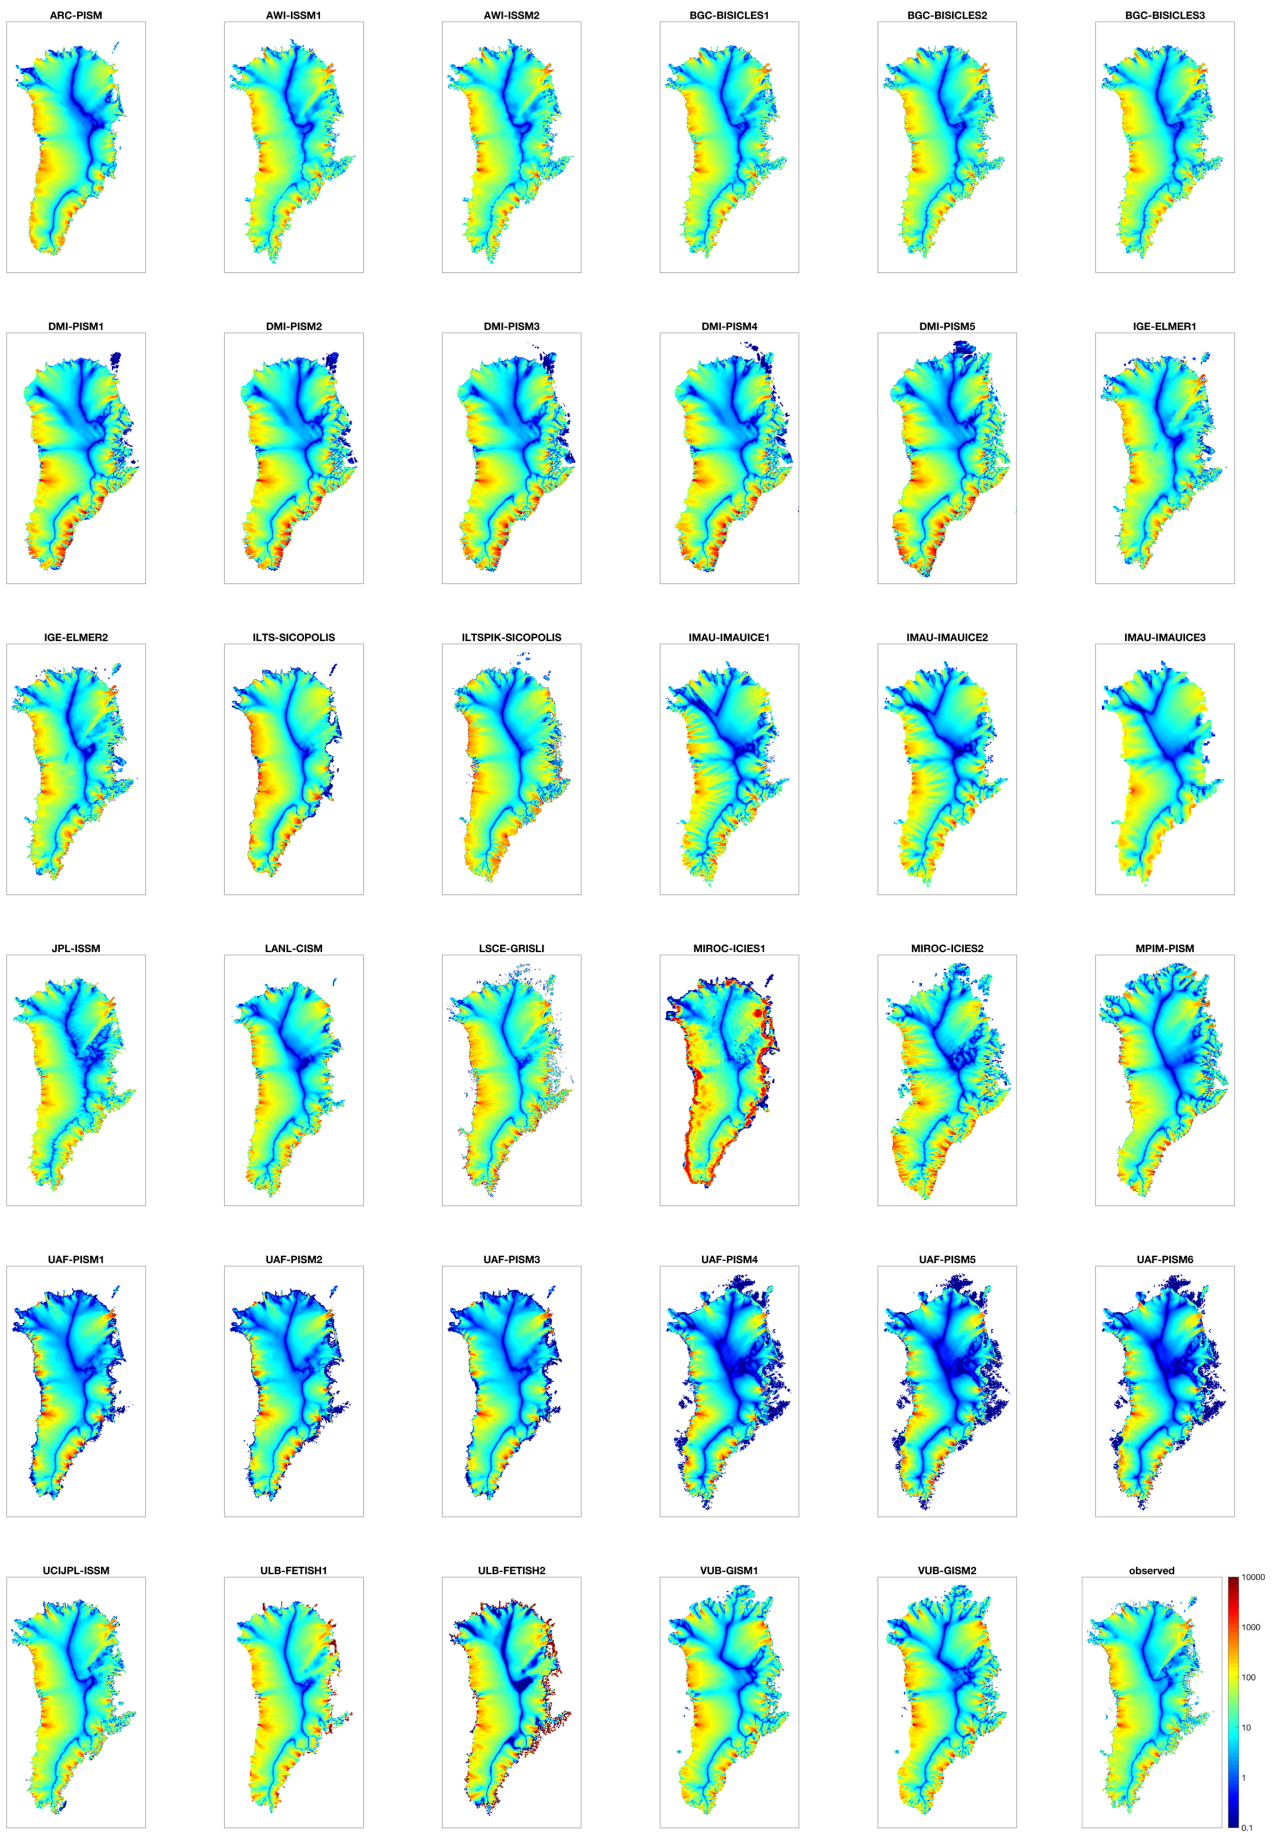 ARC-PISM AWI-ISSM1 AWI-ISSM2 BGC-BISICLES1 BGC-BISICLES2 BGC-BISICLES3
DMI-PISM1 DMI-PISM2 DMI-PISM3 DMI-PISM4 DMI-PISM5 IGE-ELMER1
IGE-ELMER2 ILTS-SICOPOLIS ILTSPIK-SICOPOLIS IMAU-IMAUICE1 IMAU-IMAUICE2 IMAU-IMAUICE3
JPL-ISSM LANL-CISM LSCE-GRISLI MIROC-ICIES1 MIROC-ICIES2 MPIM-PISM
UAF-PISM1 UAF-PISM2 UAF-PISM3 UAF-PISM4 UAF-PISM5 UAF-PISM6
UCIJPL-ISSM ULB-FETISH1 ULB-FETISH2 VUB-GISM1 VUB-GISM2 observed
10000
1000
100
10
1
0.1